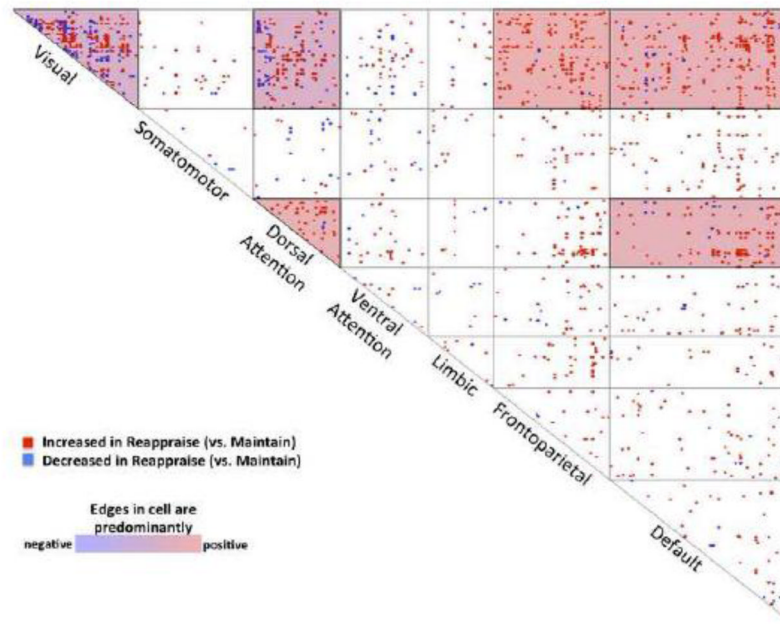 Visual
Somatomotor
Dorsal
Attention
Ventral
Attention
Limbic
Frontoparietal
Default
Increased in Reappraise (vs. Maintain)
Decreased in Reappraise (vs. Maintain)
Edges in cell are
predominantly
negative positive